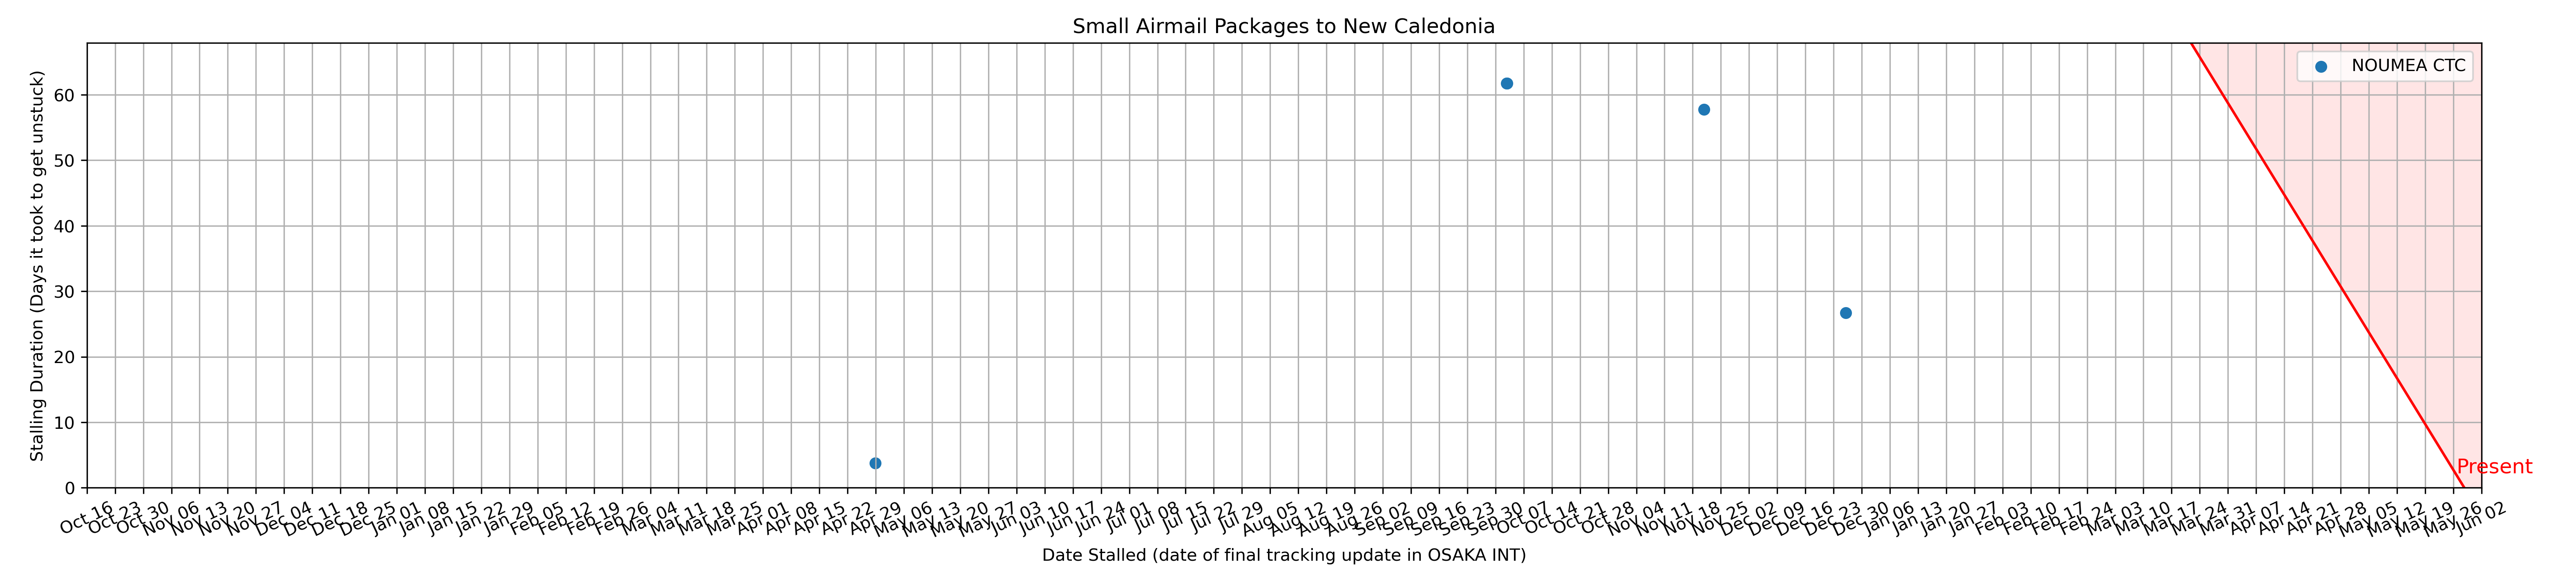 Small Airmail Packages to New Caledonia
NOUMEA CTC
Stalling Duration (Days it took to get unstuck)
60
50
40
30
20
10
0
Present
Oct 16
Oct 23
Oct 30
Nov 06
Nov 13
Nov 20
Nov 27
Dec 04
Dec 11
Dec 18
Dec 25
Jan 01
Jan 08
Jan 15
Jan 22
Jan 29
Feb 05
Feb 12
Feb 19
Feb 26
Mar 04
Mar 11
Mar 18
Mar 25
Apr 01
Apr 08
Apr 15
Apr 22
Apr 29
May 06
May 13
May 20
May 27
Jun 03
Jun 10
Jun 17
Jun 24
Jul 01
Jul 08
Jul 15
Jul 22
Jul 29
Aug 05
Aug 12
Aug 19
Aug 26
Sep 02
Sep 09
Sep 16
Sep 23
Sep 30
Oct 07
Oct 14
Oct 21
Oct 28
Nov 04
Nov 11
Nov 18
Nov 25
Dec 02
Dec 09
Dec 16
Dec 23
Dec 30
Jan 06
Jan 13
Jan 20
Jan 27
Feb 03
Feb 10
Feb 17
Feb 24
Mar 03
Mar 10
Mar 17
Mar 24
Mar 31
Apr 07
Apr 14
Apr 21
Apr 28
May 05
May 12
May 19
May 26
Jun 02
Date Stalled (date of final tracking update in OSAKA INT)